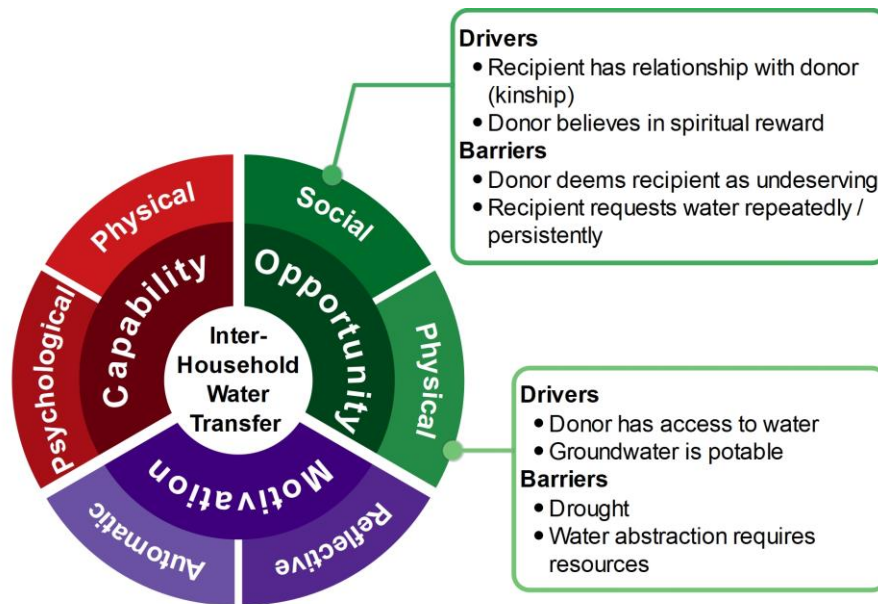 Drivers
• Recipient has relationship with donor
(kinship)
• Donor believes in spiritual reward
Barriers
• Donor deems recipient as undeserving
• Recipient requests water repeatedly /
persistently
Physical
Social
Psychological
Capability
Opportunity
Physical
Inter-
Household
Water
Transfer
Motivation
Automatic
Reflective
Drivers
• Donor has access to water
• Groundwater is potable
Barriers
• Drought
• Water abstraction requires
resources